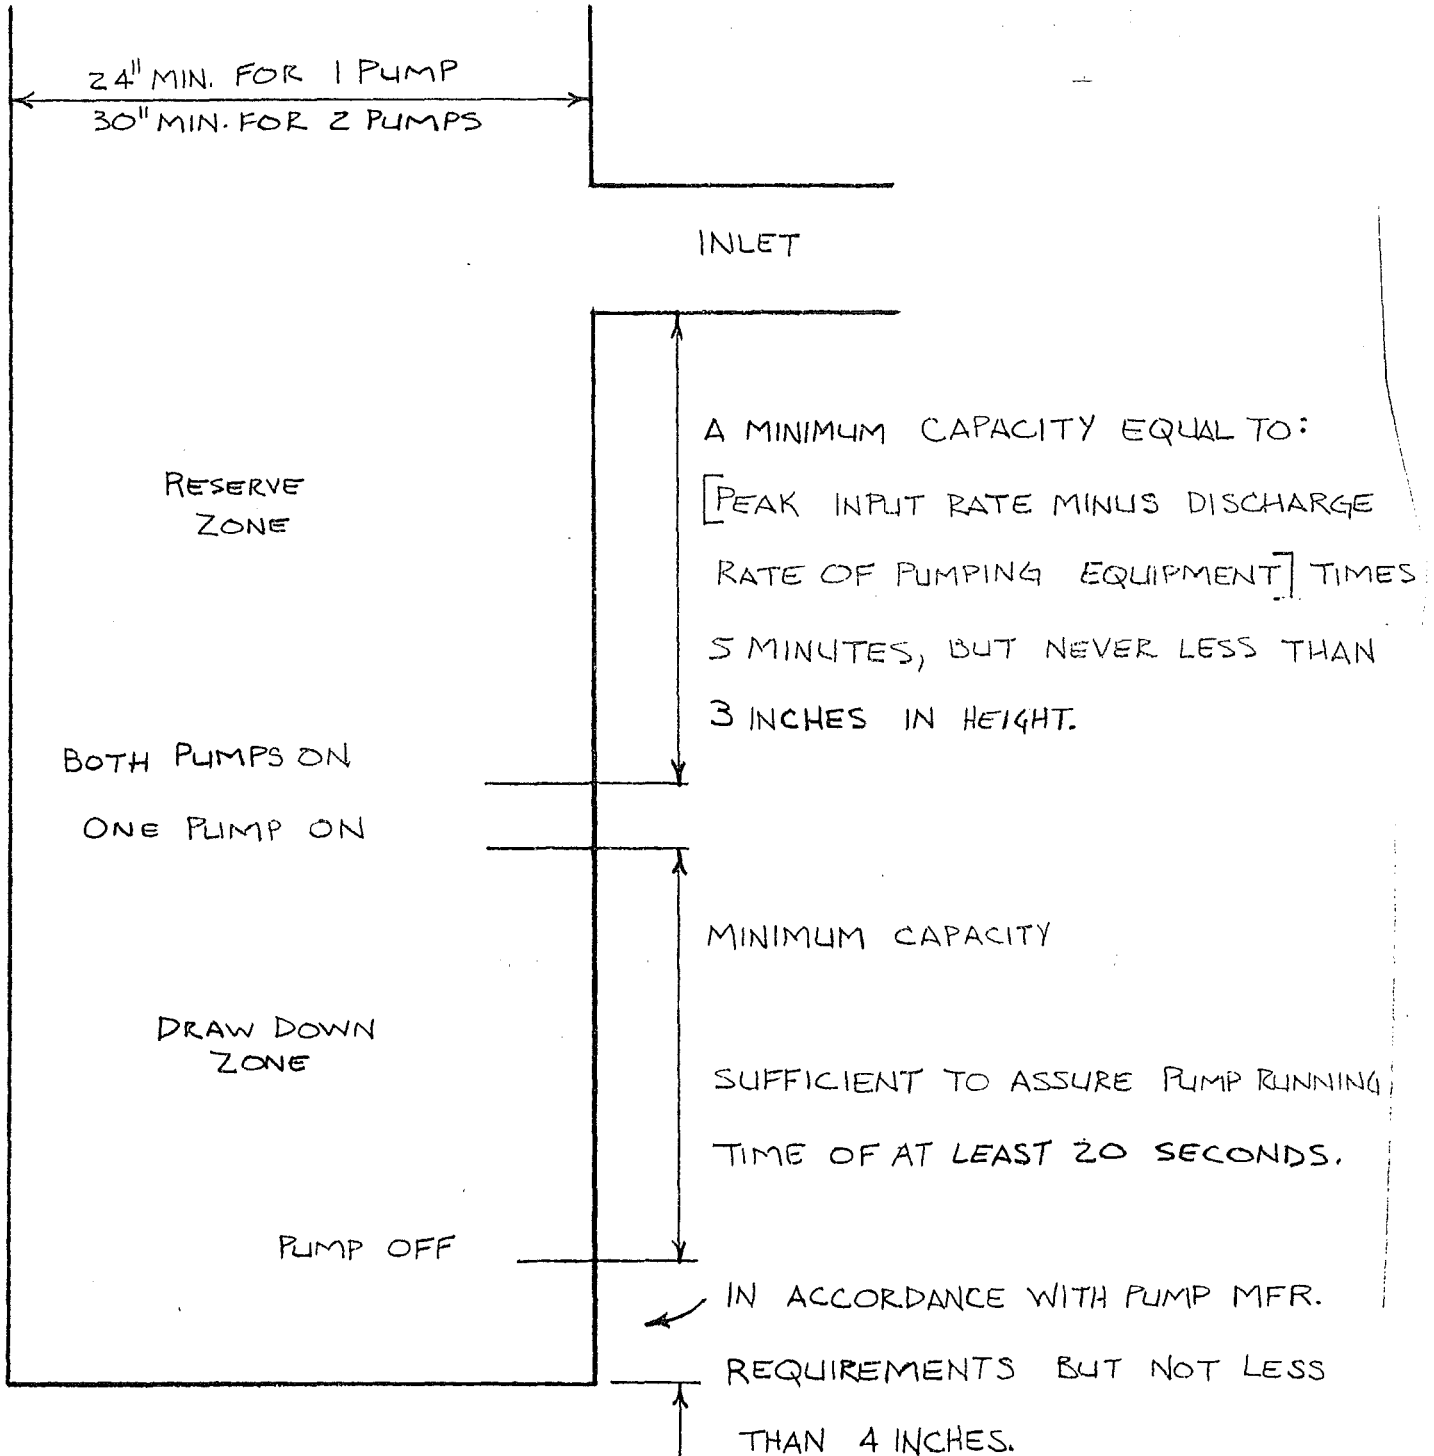 24" MIN. FOR 1 PUMP
30" MIN. FOR 2 PUMPS
INLET
A MINIMUM CAPACITY EQUAL TO:
[PEAK INPUT RATE MINUS DISCHARGE
RATE OF PUMPING EQUIPMENT] TIMES
5 MINUTES, BUT NEVER LESS THAN
3 INCHES IN HEIGHT.
RESERVE
ZONE
BOTH PUMPS ON
ONE PUMP ON
MINIMUM CAPACITY
SUFFICIENT TO ASSURE PUMP RUNNING
TIME OF AT LEAST 20 SECONDS.
DRAW DOWN
ZONE
PUMP OFF
IN ACCORDANCE WITH PUMP MFR.
REQUIREMENTS BUT NOT LESS
THAN 4 INCHES.